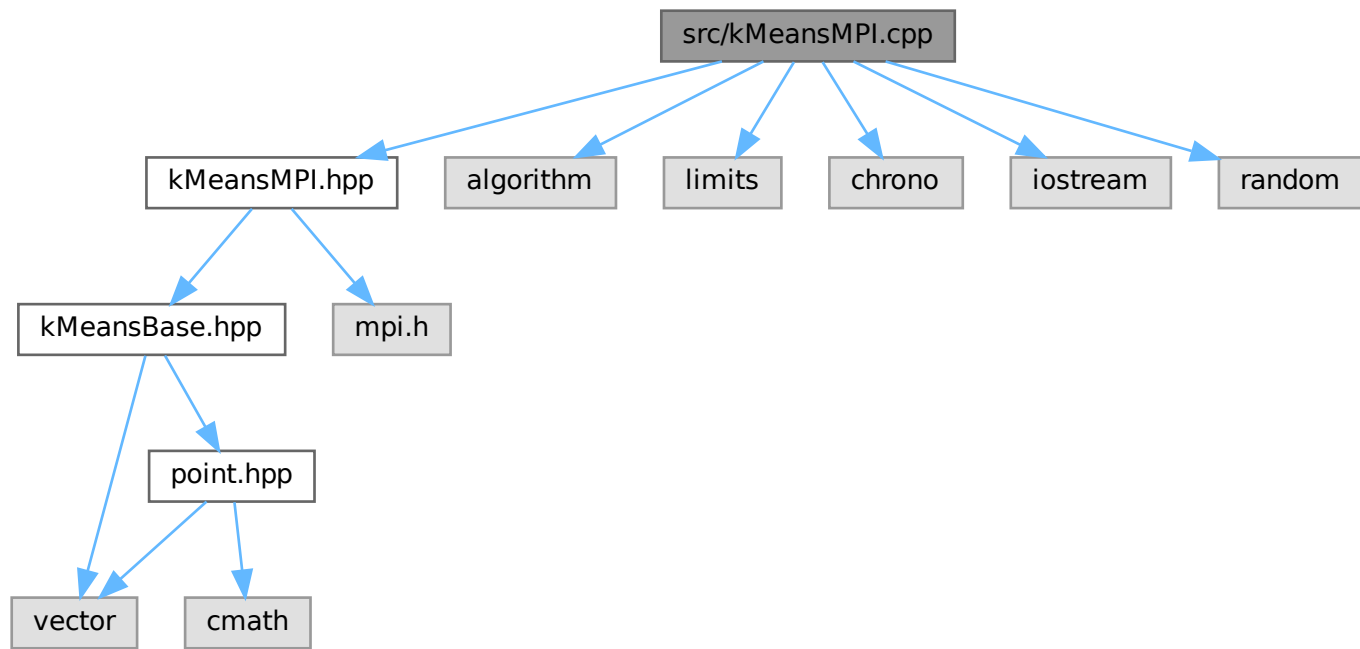 src/kMeansMPI.cpp
kMeansMPI.hpp
algorithm
limits
chrono
iostream
random
kMeansBase.hpp
mpi.h
point.hpp
vector
cmath